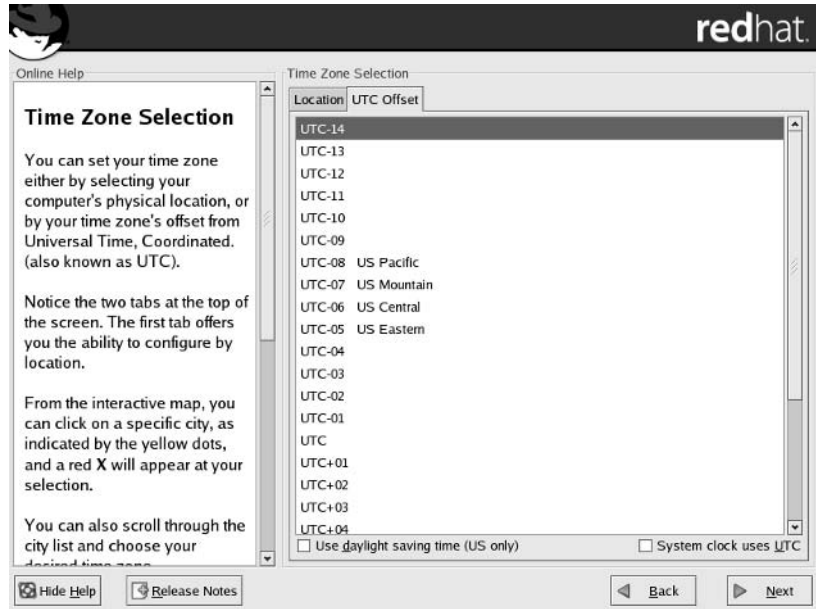 redhat.
Online Help
Time Zone Selection
You can set your time zone
either by selecting your
computer's physical location, or
by your time zone's offset from
Universal Time, Coordinated.
(also known as UTC).
Notice the two tabs at the top of
the screen. The first tab offers
you the ability to configure by
location.
From the interactive map, you
can click on a specific city, as
indicated by the yellow dots,
and a red X will appear at your
selection.
You can also scroll through the
city list and choose your
desired time zone
Time Zone Selection
Location UTC Offset
UTC-14
UTC-13
UTC-12
UTC-11
UTC-10
UTC-09
UTC-08 US Pacific
UTC-07 US Mountain
UTC-06 US Central
UTC-05 US Eastern
UTC-04
UTC-03
UTC-02
UTC-01
UTC
UTC+01
UTC+02
UTC+03
UTC+04
Use daylight saving time (US only) System clock uses UTC
Hide Help Release Notes Back Next